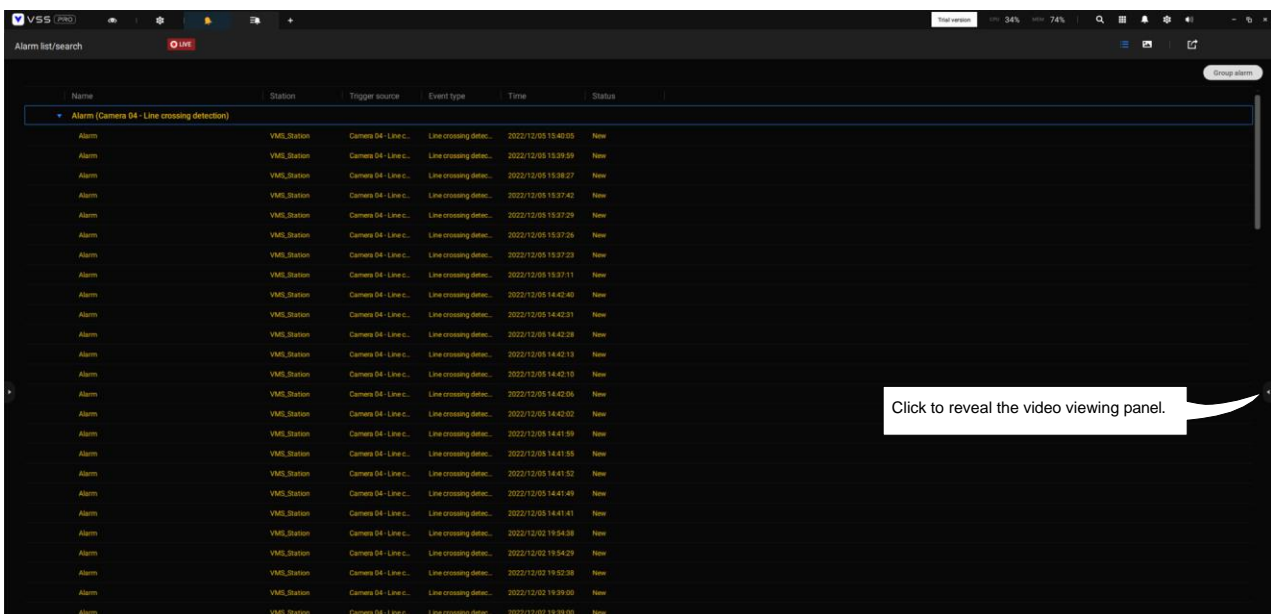 VSS PRO Trial version CPU 34% MEM 74%
Alarm list/search LIVE
Group alarm
Name Station Trigger source Event type Time Status
Alarm (Camera 04 - Line crossing detection)
Alarm VMS_Station Camera 04 - Line c... Line crossing detec... 2022/12/05 15:40:05 New
Alarm VMS_Station Camera 04 - Line c... Line crossing detec... 2022/12/05 15:39:59 New
Alarm VMS_Station Camera 04 - Line c... Line crossing detec... 2022/12/05 15:38:27 New
Alarm VMS_Station Camera 04 - Line c... Line crossing detec... 2022/12/05 15:37:42 New
Alarm VMS_Station Camera 04 - Line c... Line crossing detec... 2022/12/05 15:37:29 New
Alarm VMS_Station Camera 04 - Line c... Line crossing detec... 2022/12/05 15:37:26 New
Alarm VMS_Station Camera 04 - Line c... Line crossing detec... 2022/12/05 15:37:23 New
Alarm VMS_Station Camera 04 - Line c... Line crossing detec... 2022/12/05 15:37:11 New
Alarm VMS_Station Camera 04 - Line c... Line crossing detec... 2022/12/05 14:42:40 New
Alarm VMS_Station Camera 04 - Line c... Line crossing detec... 2022/12/05 14:42:31 New
Alarm VMS_Station Camera 04 - Line c... Line crossing detec... 2022/12/05 14:42:28 New
Alarm VMS_Station Camera 04 - Line c... Line crossing detec... 2022/12/05 14:42:13 New
Alarm VMS_Station Camera 04 - Line c... Line crossing detec... 2022/12/05 14:42:10 New
Alarm VMS_Station Camera 04 - Line c... Line crossing detec... 2022/12/05 14:42:06 New
Click to reveal the video viewing panel.
Alarm VMS_Station Camera 04 - Line c... Line crossing detec... 2022/12/05 14:42:02 New
Alarm VMS_Station Camera 04 - Line c... Line crossing detec... 2022/12/05 14:41:59 New
Alarm VMS_Station Camera 04 - Line c... Line crossing detec... 2022/12/05 14:41:55 New
Alarm VMS_Station Camera 04 - Line c... Line crossing detec... 2022/12/05 14:41:52 New
Alarm VMS_Station Camera 04 - Line c... Line crossing detec... 2022/12/05 14:41:49 New
Alarm VMS_Station Camera 04 - Line c... Line crossing detec... 2022/12/05 14:41:41 New
Alarm VMS_Station Camera 04 - Line c... Line crossing detec... 2022/12/02 19:54:38 New
Alarm VMS_Station Camera 04 - Line c... Line crossing detec... 2022/12/02 19:54:29 New
Alarm VMS_Station Camera 04 - Line c... Line crossing detec... 2022/12/02 19:52:38 New
Alarm VMS_Station Camera 04 - Line c... Line crossing detec... 2022/12/02 19:39:00 New
Alarm VMS_Station Camera 04 - Line c... Line crossing detec... 2022/12/02 19:39:00 New